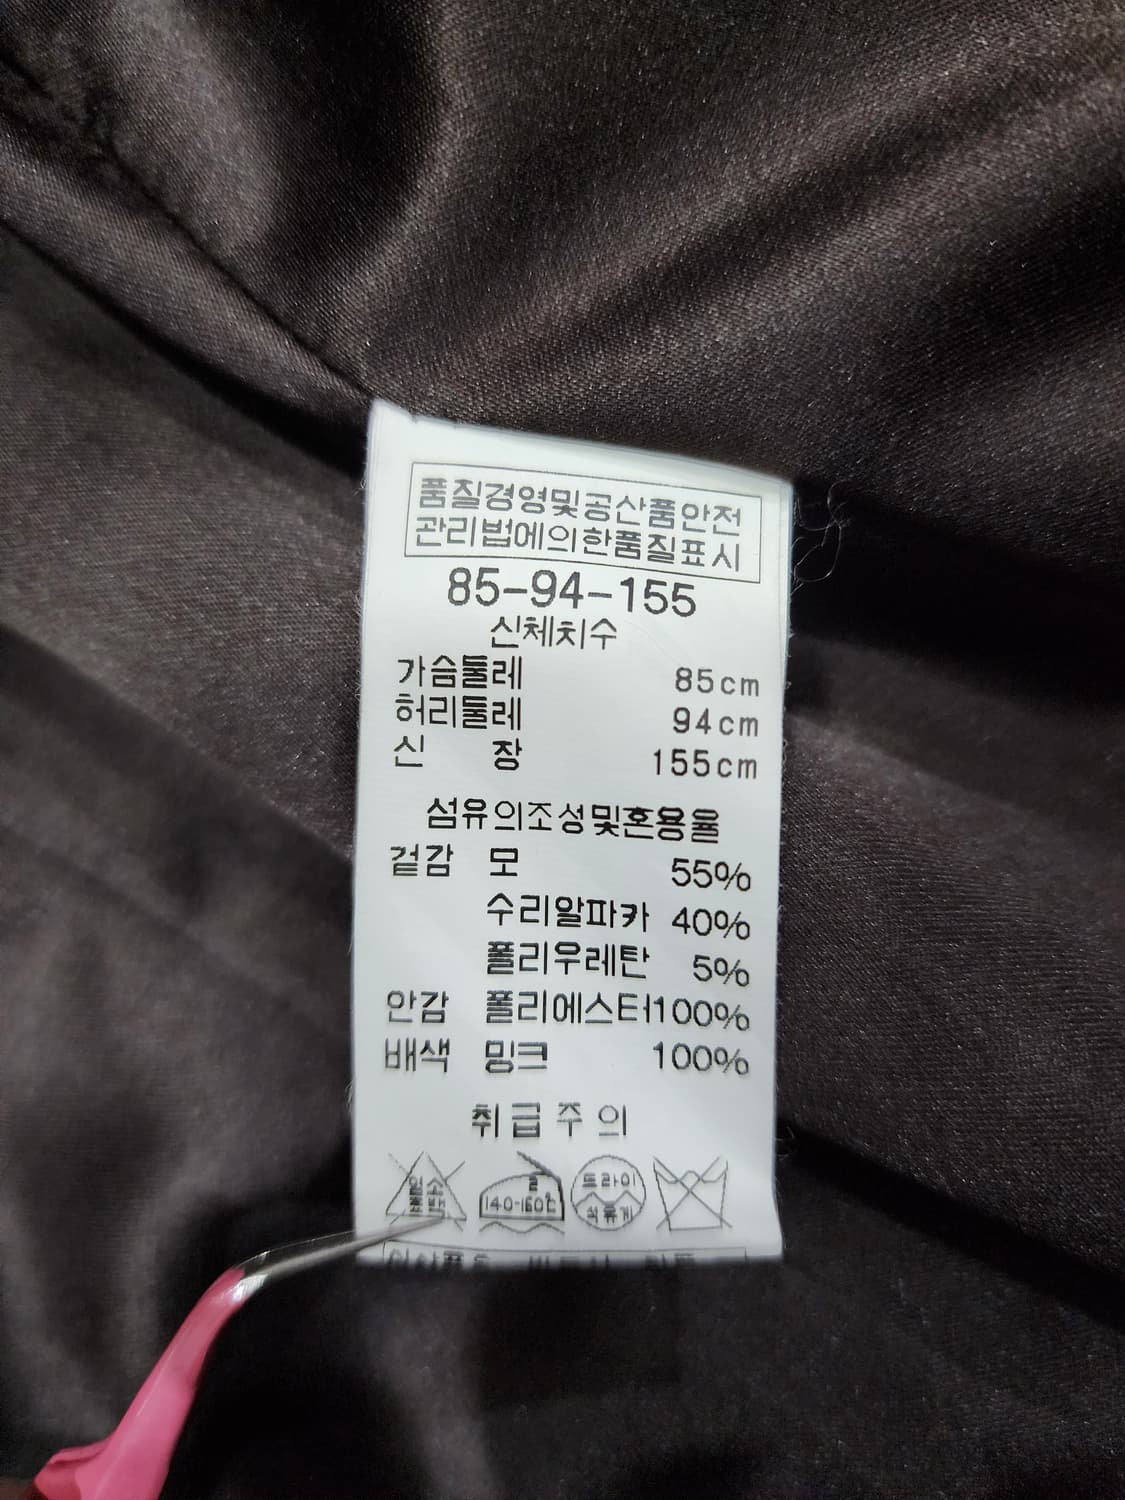 품질경영및공산품안전
관리법에의한품질표시
85-94-155
신체치수
가슴둘레 85cm
허리둘레 94cm
신 장 155cm
섬유의조성및혼용율
겉감 모 55%
수리알파카 40%
폴리우레탄 5%
안감 폴리에스터100%
배색 밍크 100%
취급주의
140-160℃ 드라이
석유계